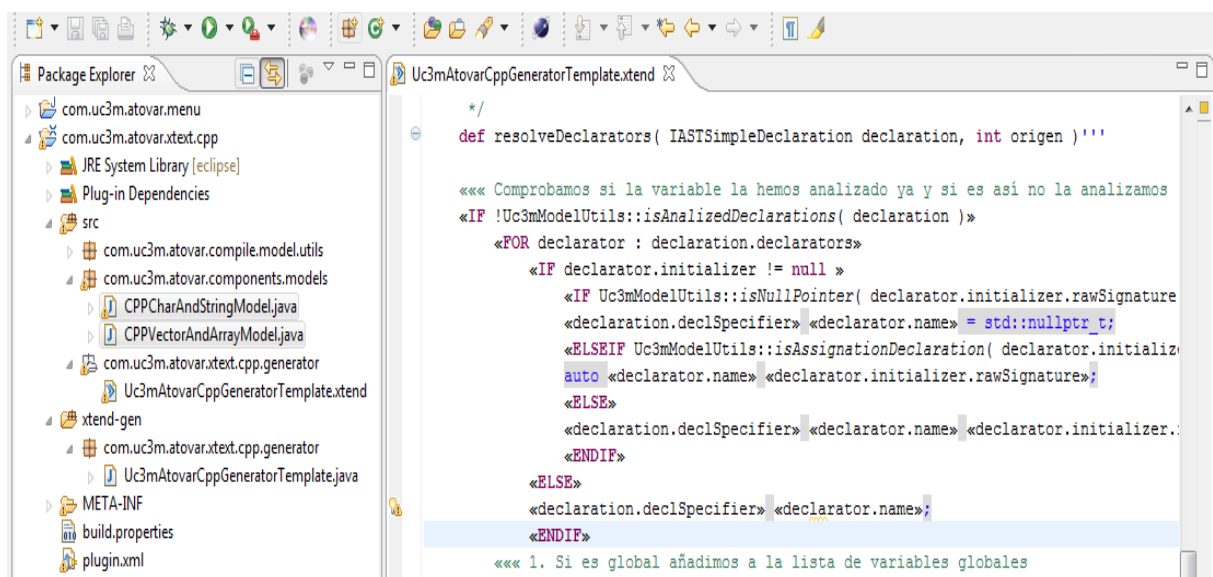 Package Explorer
com.uc3m.atovar.menu
com.uc3m.atovar.xtext.cpp
JRE System Library [eclipse]
Plug-in Dependencies
src
com.uc3m.atovar.compile.model.utils
com.uc3m.atovar.components.models
CPPCharAndStringModel.java
CPPVectorAndArrayModel.java
com.uc3m.atovar.xtext.cpp.generator
Uc3mAtovarCppGeneratorTemplate.xtend
xtend-gen
com.uc3m.atovar.xtext.cpp.generator
Uc3mAtovarCppGeneratorTemplate.java
META-INF
build.properties
plugin.xml
Uc3mAtovarCppGeneratorTemplate.xtend
*/
def resolveDeclarators( IASTSimpleDeclaration declaration, int origen )'''
««« Comprobamos si la variable la hemos analizado ya y si es así no la analizamos
«IF !Uc3mModelUtils::isAnalizedDeclarations( declaration )»
«FOR declarator : declaration.declarators»
«IF declarator.initializer != null »
«IF Uc3mModelUtils::isNullPointer( declarator.initializer.rawSignature
«declaration.declSpecifier» «declarator.name» = std::nullptr_t;
«ELSEIF Uc3mModelUtils::isAssignationDeclaration( declarator.initializ
auto «declarator.name» «declarator.initializer.rawSignature»;
«ELSE»
«declaration.declSpecifier» «declarator.name» «declarator.initializer.
«ENDIF»
«ELSE»
«declaration.declSpecifier» «declarator.name»;
«ENDIF»
««« 1. Si es global añadimos a la lista de variables globales